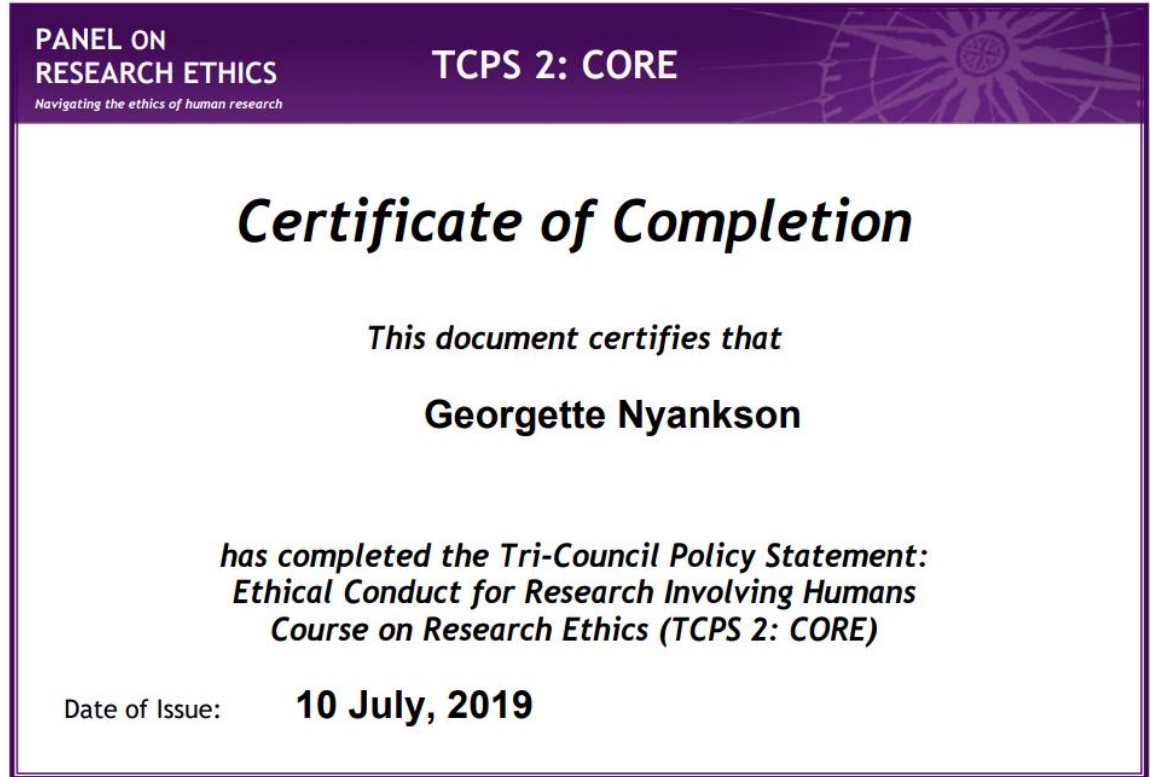 PANEL ON
RESEARCH ETHICS
Navigating the ethics of human research
TCPS 2: CORE
Certificate of Completion
This document certifies that
Georgette Nyankson
has completed the Tri-Council Policy Statement:
Ethical Conduct for Research Involving Humans
Course on Research Ethics (TCPS 2: CORE)
Date of Issue: 10 July, 2019